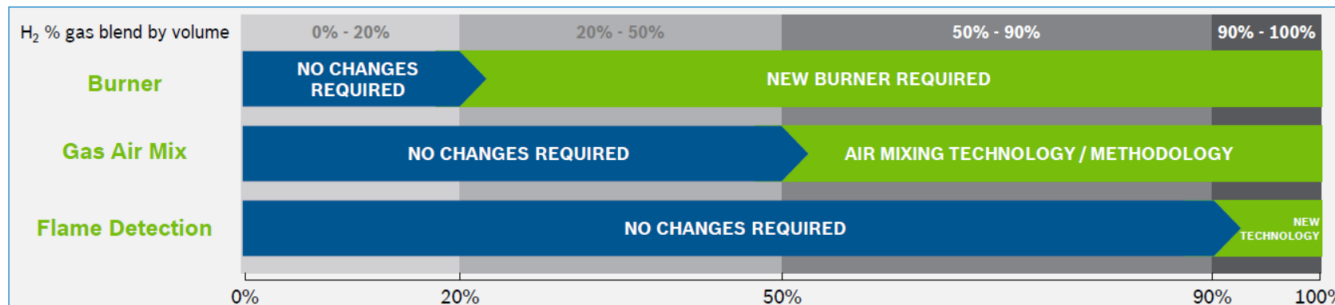 H₂ % gas blend by volume 0% - 20% 20% - 50% 50% - 90% 90% - 100%
Burner NO CHANGES REQUIRED NEW BURNER REQUIRED
Gas Air Mix NO CHANGES REQUIRED AIR MIXING TECHNOLOGY / METHODOLOGY
Flame Detection NO CHANGES REQUIRED NEW TECHNOLOGY
0% 20% 50% 90% 100%